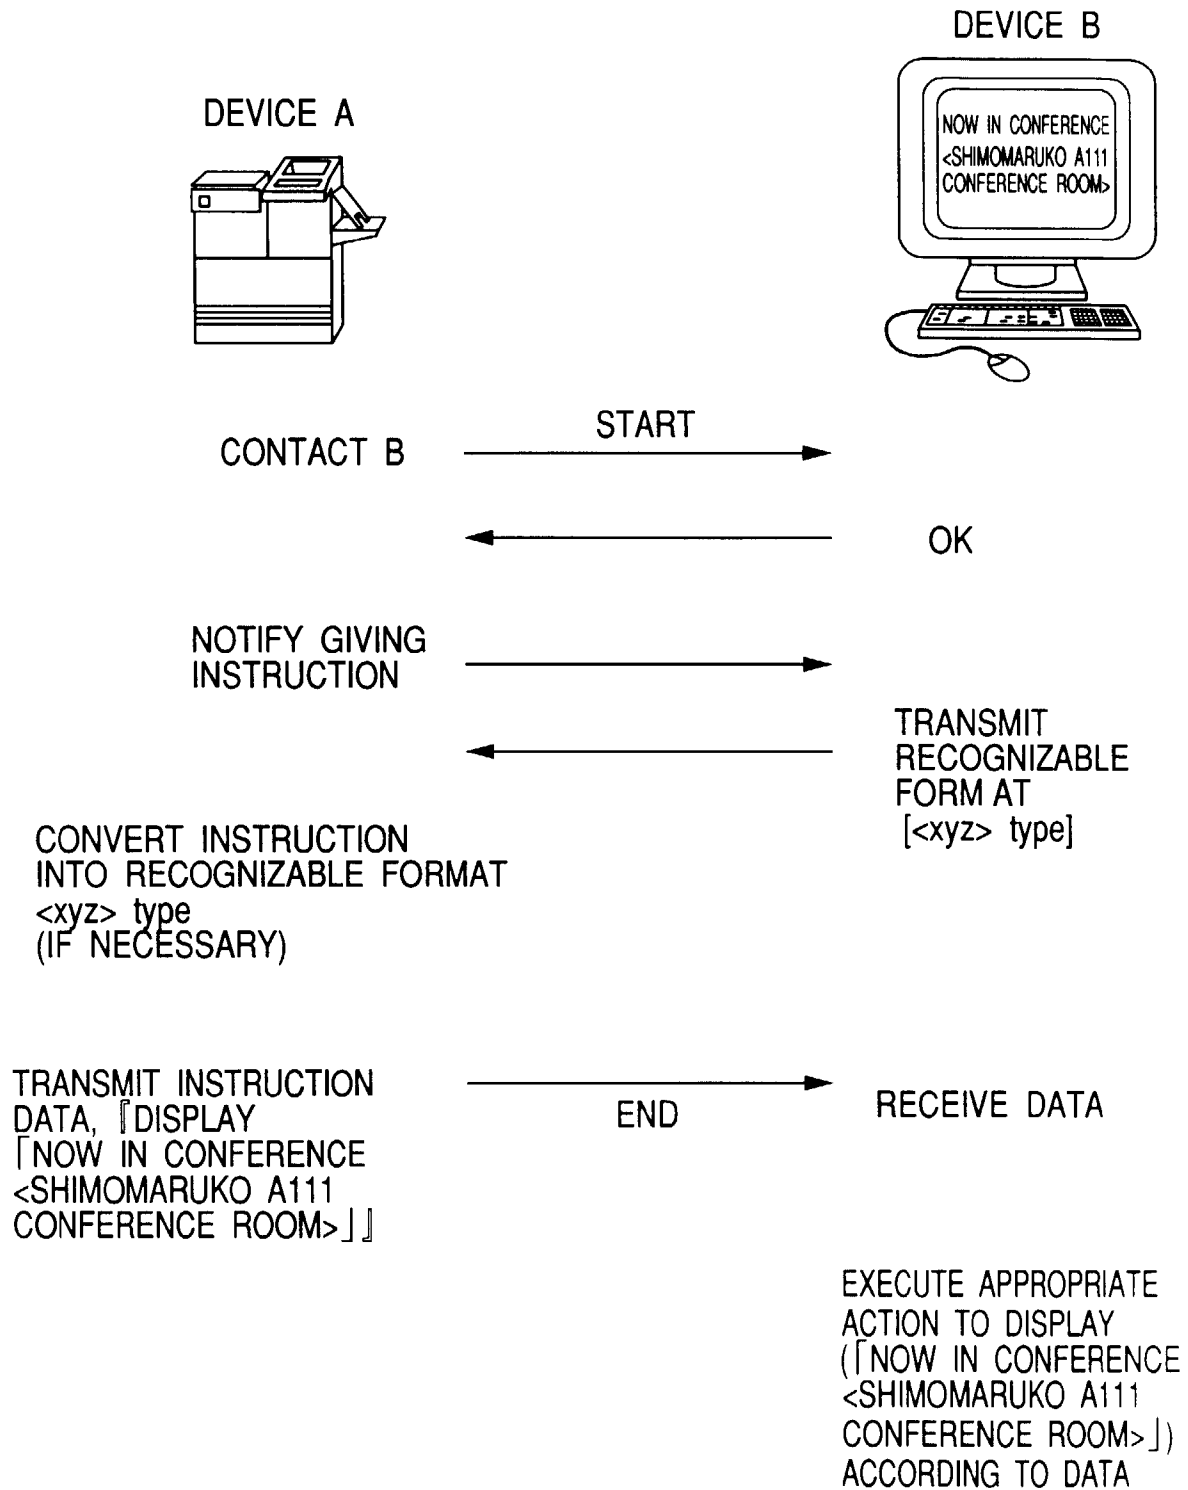 DEVICE B
DEVICE A
NOW IN CONFERENCE
<SHIMOMARUKO A111
CONFERENCE ROOM>
START
CONTACT B
OK
NOTIFY GIVING
INSTRUCTION
TRANSMIT
RECOGNIZABLE
FORM AT
[<xyz> type]
CONVERT INSTRUCTION
INTO RECOGNIZABLE FORMAT
<xyz> type
(IF NECESSARY)
TRANSMIT INSTRUCTION
DATA, 『DISPLAY
「NOW IN CONFERENCE
<SHIMOMARUKO A111
CONFERENCE ROOM>」』
END
RECEIVE DATA
EXECUTE APPROPRIATE
ACTION TO DISPLAY
(「NOW IN CONFERENCE
<SHIMOMARUKO A111
CONFERENCE ROOM>」)
ACCORDING TO DATA